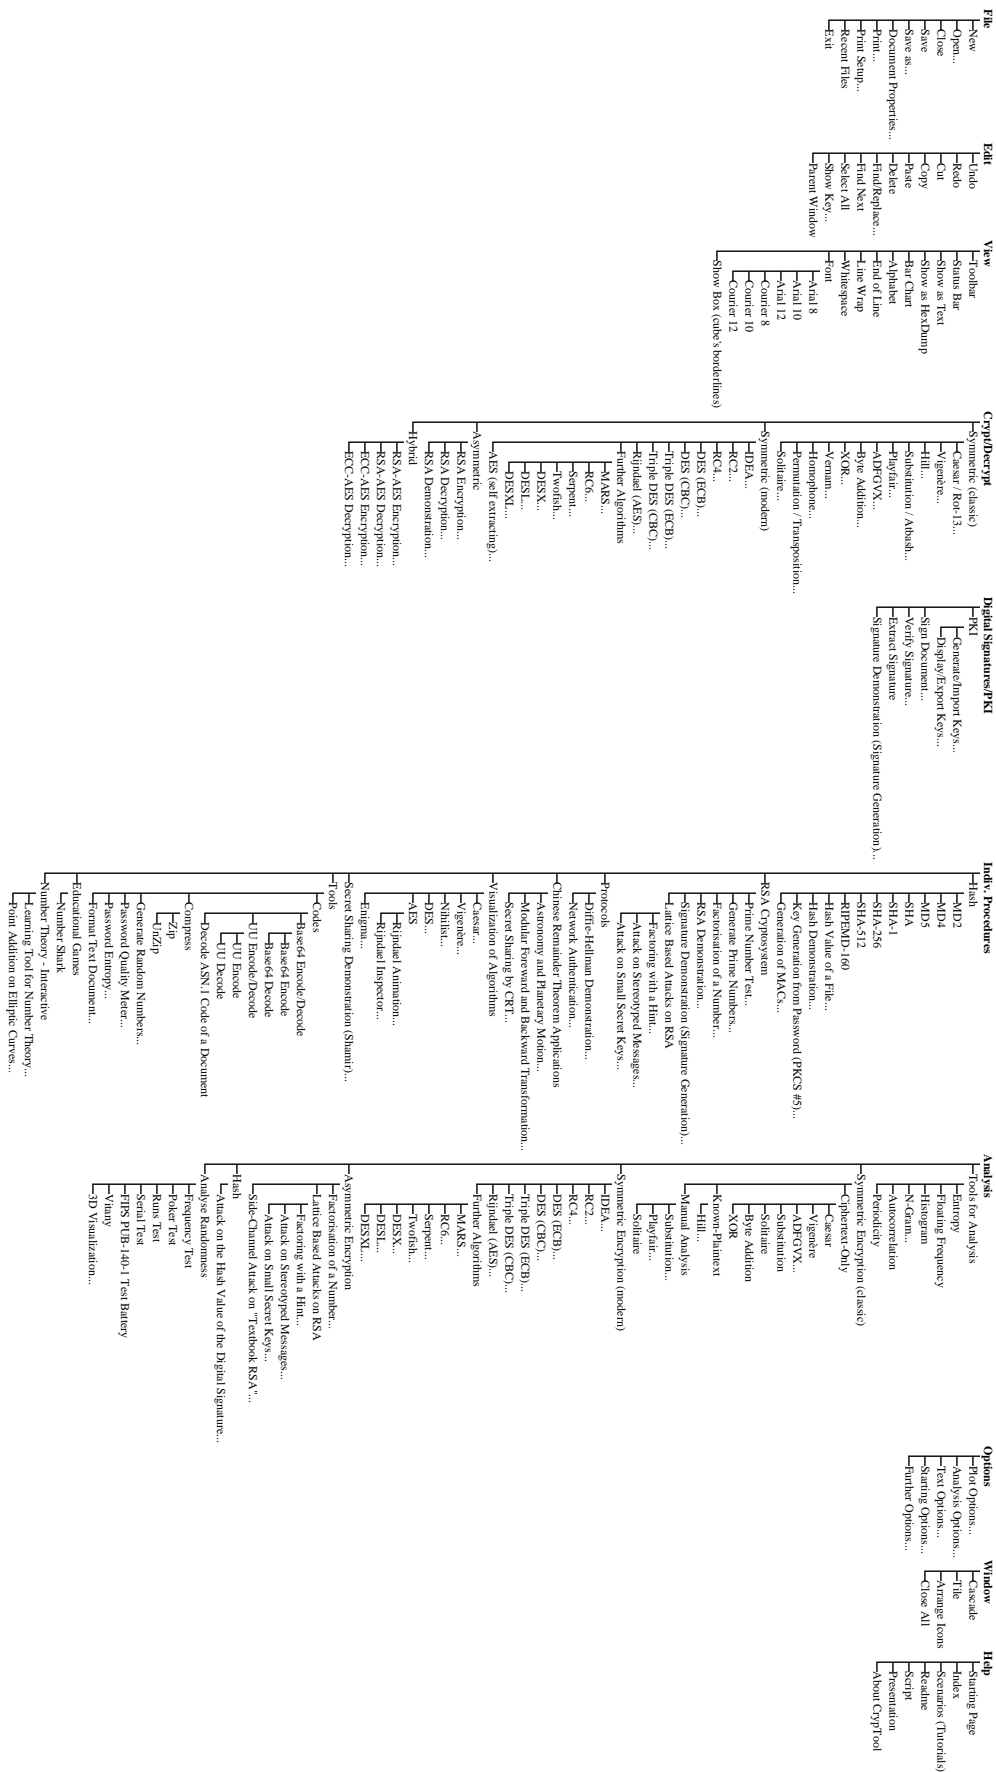 File
New
Open...
Close
Save
Save as...
Document Properties...
Print...
Print Setup...
Recent Files
Exit
Edit
Undo
Redo
Cut
Copy
Paste
Delete
Find/Replace...
Find Next
Select All
Show Key...
Parent Window
View
Toolbar
Status Bar
Show as Text
Show as HexDump
Bar Chart
Alphabet
End of Line
Line Wrap
Whitespace
Font
Arial 8
Arial 10
Arial 12
Courier 8
Courier 10
Courier 12
Show Box (cube's borderlines)
Crypt/Decrypt
Symmetric (classic)
Caesar / Rot-13...
Vigenère...
Hill...
Substitution / Atbash...
Playfair...
ADFGVX...
Byte Addition...
XOR...
Vernam...
Homophone...
Permutation / Transposition...
Solitaire...
Symmetric (modern)
IDEA...
RC2...
RC4...
DES (ECB)...
DES (CBC)...
Triple DES (ECB)...
Triple DES (CBC)...
Rijndael (AES)...
Further Algorithms
MARS...
RC6...
Serpent...
Twofish...
DESX...
DESL...
DESXL...
AES (self extracting)...
Asymmetric
RSA Encryption...
RSA Decryption...
RSA Demonstration...
Hybrid
RSA-AES Encryption...
RSA-AES Decryption...
ECC-AES Encryption...
ECC-AES Decryption...
Digital Signatures/PKI
PKI
Generate/Import Keys...
Display/Export Keys...
Sign Document...
Verify Signature...
Extract Signature
Signature Demonstration (Signature Generation)...
Indiv. Procedures
Hash
MD2
MD4
MD5
SHA
SHA-1
SHA-256
SHA-512
RIPEMD-160
Hash Value of a File...
Hash Demonstration...
Key Generation from Password (PKCS #5)...
Generation of MACs...
RSA Cryptosystem
Prime Number Test...
Generate Prime Numbers...
Factorisation of a Number...
RSA Demonstration...
Signature Demonstration (Signature Generation)...
Lattice Based Attacks on RSA
Factoring with a Hint...
Attack on Stereotyped Messages...
Attack on Small Secret Keys...
Protocols
Diffie-Hellman Demonstration...
Network Authentication...
Chinese Remainder Theorem Applications
Astronomy and Planetary Motion...
Modular Foreward and Backward Transformation...
Secret Sharing by CRT...
Visualization of Algorithms
Caesar...
Vigenère...
Nihilist...
DES...
AES
Rijndael Animation...
Rijndael Inspector...
Enigma...
Secret Sharing Demonstration (Shamir)...
Tools
Codes
Base64 Encode/Decode
Base64 Encode
Base64 Decode
UU Encode/Decode
UU Encode
UU Decode
Decode ASN.1 Code of a Document
Compress
Zip
UnZip
Generate Random Numbers...
Password Quality Meter...
Password Entropy...
Format Text Document...
Educational Games
Number Shark
Number Theory - Interactive
Learning Tool for Number Theory...
Point Addition on Elliptic Curves...
Analysis
Tools for Analysis
Entropy
Floating Frequency
Histogram
N-Gram...
Autocorrelation
Periodicity
Symmetric Encryption (classic)
Ciphertext-Only
Caesar
Vigenère
ADFGVX...
Substitution
Solitaire
Byte Addition
XOR
Known-Plaintext
Hill...
Manual Analysis
Substitution...
Playfair...
Solitaire
Symmetric Encryption (modern)
IDEA...
RC2...
RC4...
DES (ECB)...
DES (CBC)...
Triple DES (ECB)...
Triple DES (CBC)...
Rijndael (AES)...
Further Algorithms
MARS...
RC6...
Serpent...
Twofish...
DESX...
DESL...
DESXL...
Asymmetric Encryption
Factorisation of a Number...
Lattice Based Attacks on RSA
Factoring with a Hint...
Attack on Stereotyped Messages...
Attack on Small Secret Keys...
Side-Channel Attack on "Textbook RSA"...
Hash
Attack on the Hash Value of the Digital Signature...
Analyse Randomness
Frequency Test
Poker Test
Runs Test
Serial Test
FIPS PUB-140-1 Test Battery
Vitany
3D Visualization...
Options
Plot Options...
Analysis Options...
Text Options...
Starting Options...
Further Options...
Window
Cascade
Tile
Arrange Icons
Close All
Help
Starting Page
Index
Scenarios (Tutorials)
Readme
Script
Presentation
About CrypTool